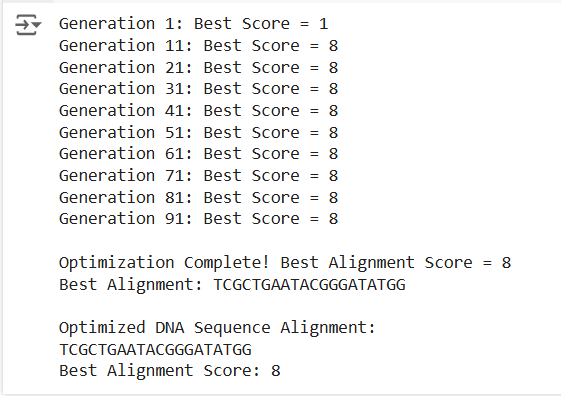 Generation 1: Best Score = 1
Generation 11: Best Score = 8
Generation 21: Best Score = 8
Generation 31: Best Score = 8
Generation 41: Best Score = 8
Generation 51: Best Score = 8
Generation 61: Best Score = 8
Generation 71: Best Score = 8
Generation 81: Best Score = 8
Generation 91: Best Score = 8
Optimization Complete! Best Alignment Score = 8
Best Alignment: TCGCTGAATACGGGATATGG
Optimized DNA Sequence Alignment:
TCGCTGAATACGGGATATGG
Best Alignment Score: 8